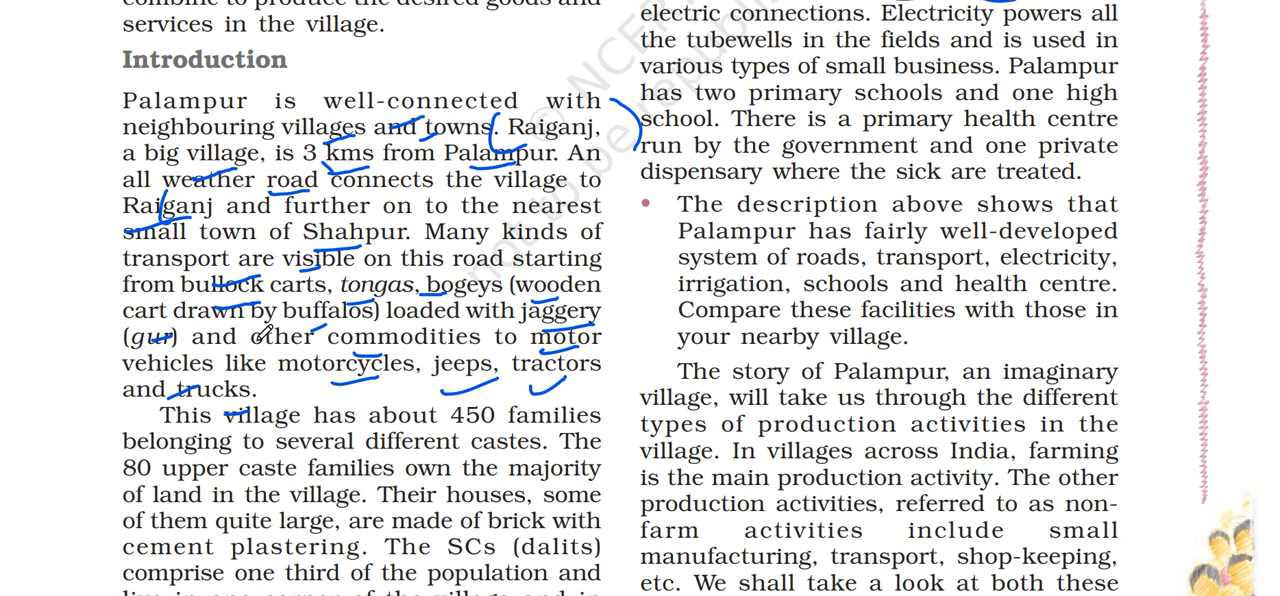 services in the village.
Introduction
Palampur is well-connected with
neighbouring villages and towns. Raiganj,
a big village, is 3 kms from Palampur. An
all weather road connects the village to
Raiganj and further on to the nearest
small town of Shahpur. Many kinds of
transport are visible on this road starting
from bullock carts, tongas, bogeys (wooden
cart drawn by buffalos) loaded with jaggery
(gur) and other commodities to motor
vehicles like motorcycles, jeeps, tractors
and trucks.
This village has about 450 families
belonging to several different castes. The
80 upper caste families own the majority
of land in the village. Their houses, some
of them quite large, are made of brick with
cement plastering. The SCs (dalits)
comprise one third of the population and
electric connections. Electricity powers all
the tubewells in the fields and is used in
various types of small business. Palampur
has two primary schools and one high
school. There is a primary health centre
run by the government and one private
dispensary where the sick are treated.
• The description above shows that
Palampur has fairly well-developed
system of roads, transport, electricity,
irrigation, schools and health centre.
Compare these facilities with those in
your nearby village.
The story of Palampur, an imaginary
village, will take us through the different
types of production activities in the
village. In villages across India, farming
is the main production activity. The other
production activities, referred to as non-
farm activities include small
manufacturing, transport, shop-keeping,
etc. We shall take a look at both these
© NCER
not to be republi